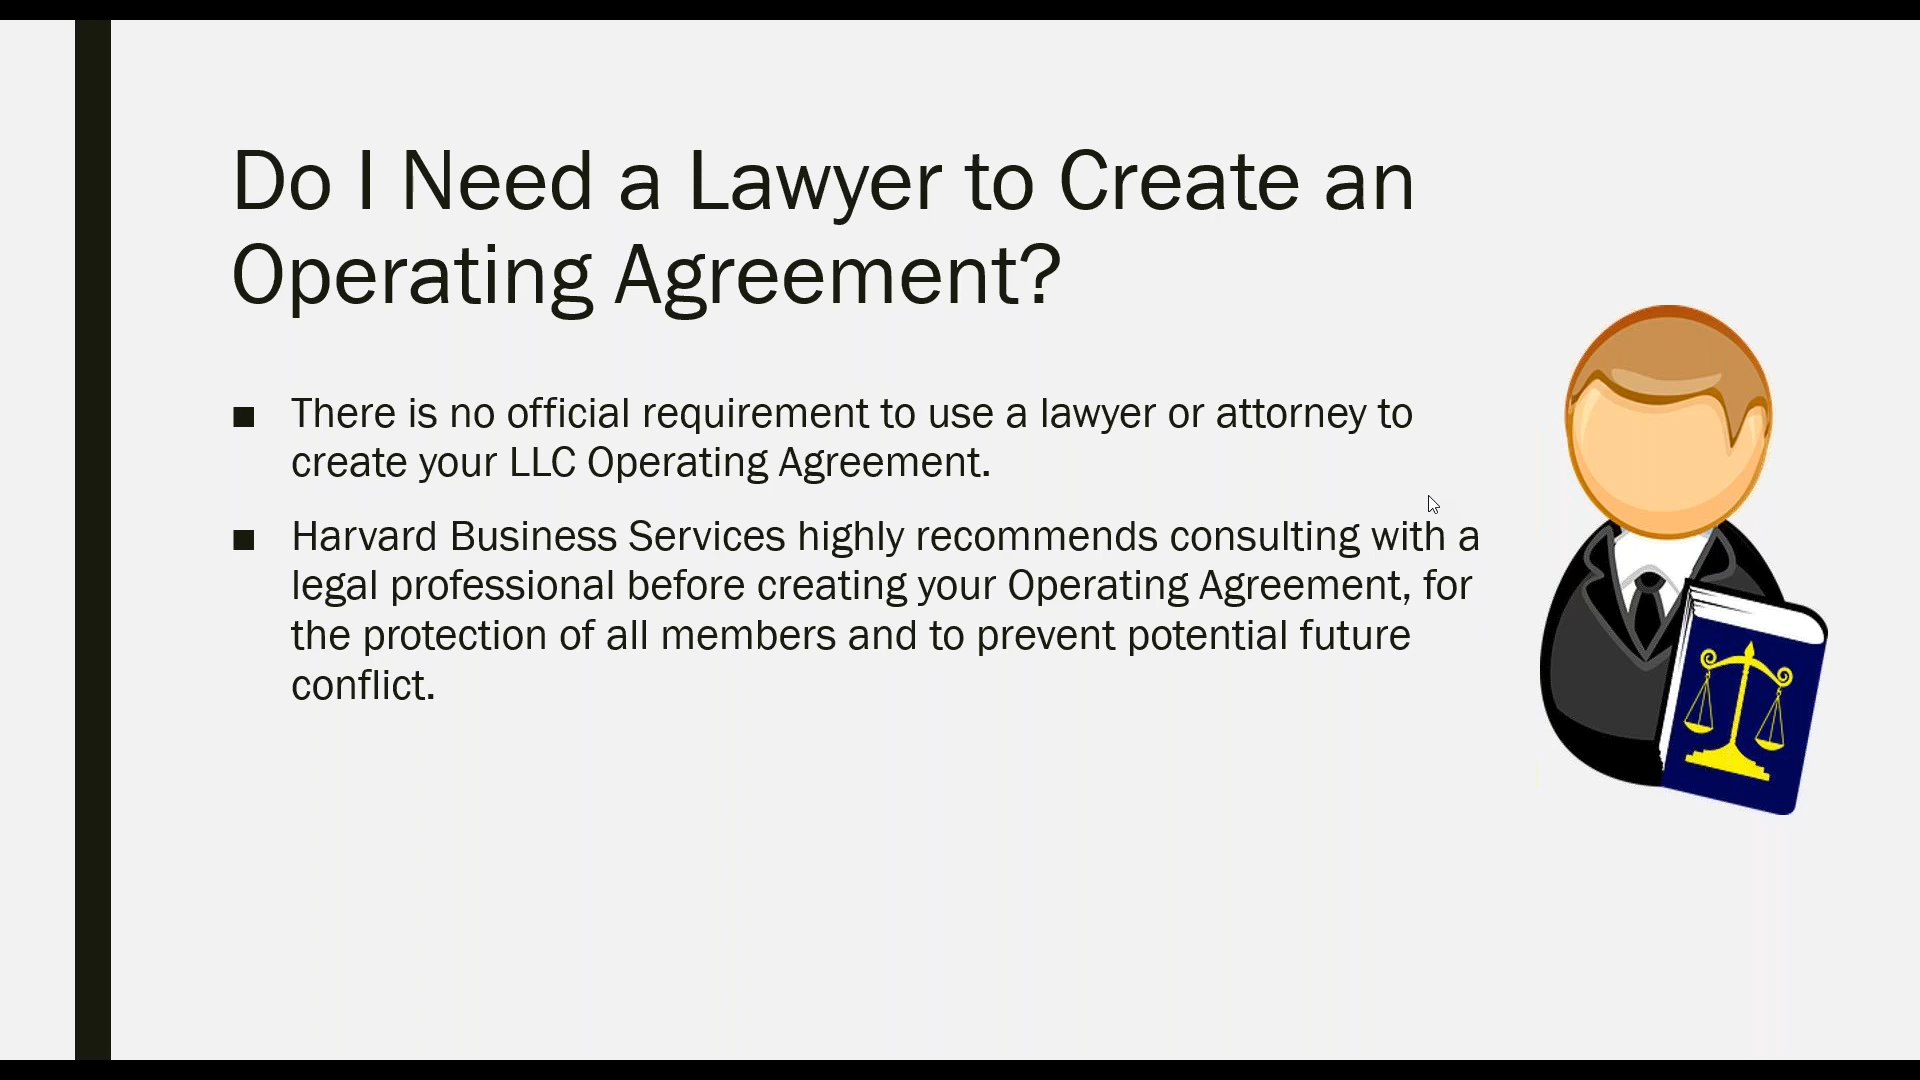 Do I Need a Lawyer to Create an
Operating Agreement?
■ There is no official requirement to use a lawyer or attorney to
create your LLC Operating Agreement.
■ Harvard Business Services highly recommends consulting with a
legal professional before creating your Operating Agreement, for
the protection of all members and to prevent potential future
conflict.